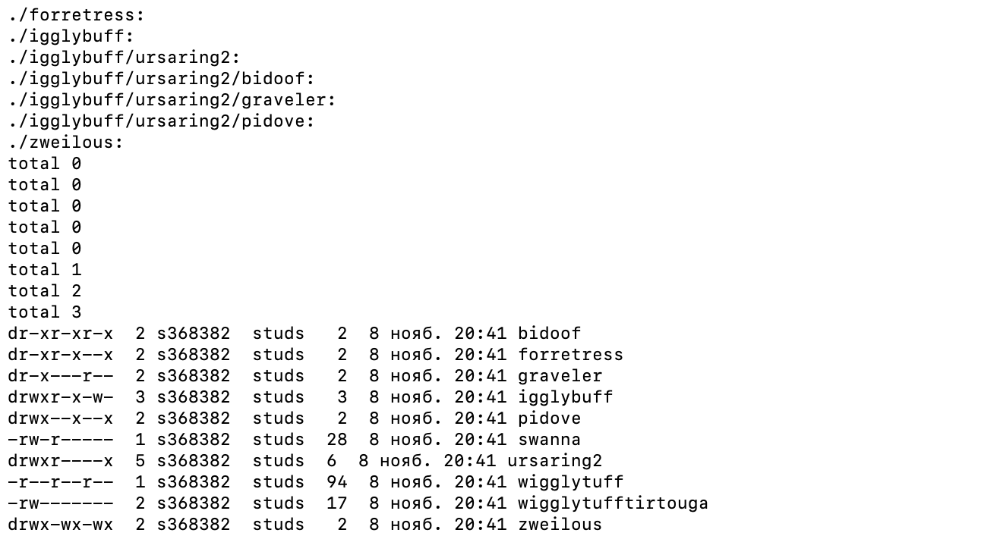 ./forretress:
./igglybuff:
./igglybuff/ursaring2:
./igglybuff/ursaring2/bidoof:
./igglybuff/ursaring2/graveler:
./igglybuff/ursaring2/pidove:
./zweilous:
total 0
total 0
total 0
total 0
total 0
total 1
total 2
total 3
dr-xr-xr-x  2 s368382  studs   2  8 нояб. 20:41 bidoof
dr-xr-x--x  2 s368382  studs   2  8 нояб. 20:41 forretress
dr-x---r--  2 s368382  studs   2  8 нояб. 20:41 graveler
drwxr-x-w-  3 s368382  studs   3  8 нояб. 20:41 igglybuff
drwx--x--x  2 s368382  studs   2  8 нояб. 20:41 pidove
-rw-r-----  1 s368382  studs  28  8 нояб. 20:41 swanna
drwxr----x  5 s368382  studs  6  8 нояб. 20:41 ursaring2
-r--r--r--  1 s368382  studs  94  8 нояб. 20:41 wigglytuff
-rw-------  2 s368382  studs  17  8 нояб. 20:41 wigglytufftirtouga
drwx-wx-wx  2 s368382  studs   2  8 нояб. 20:41 zweilous